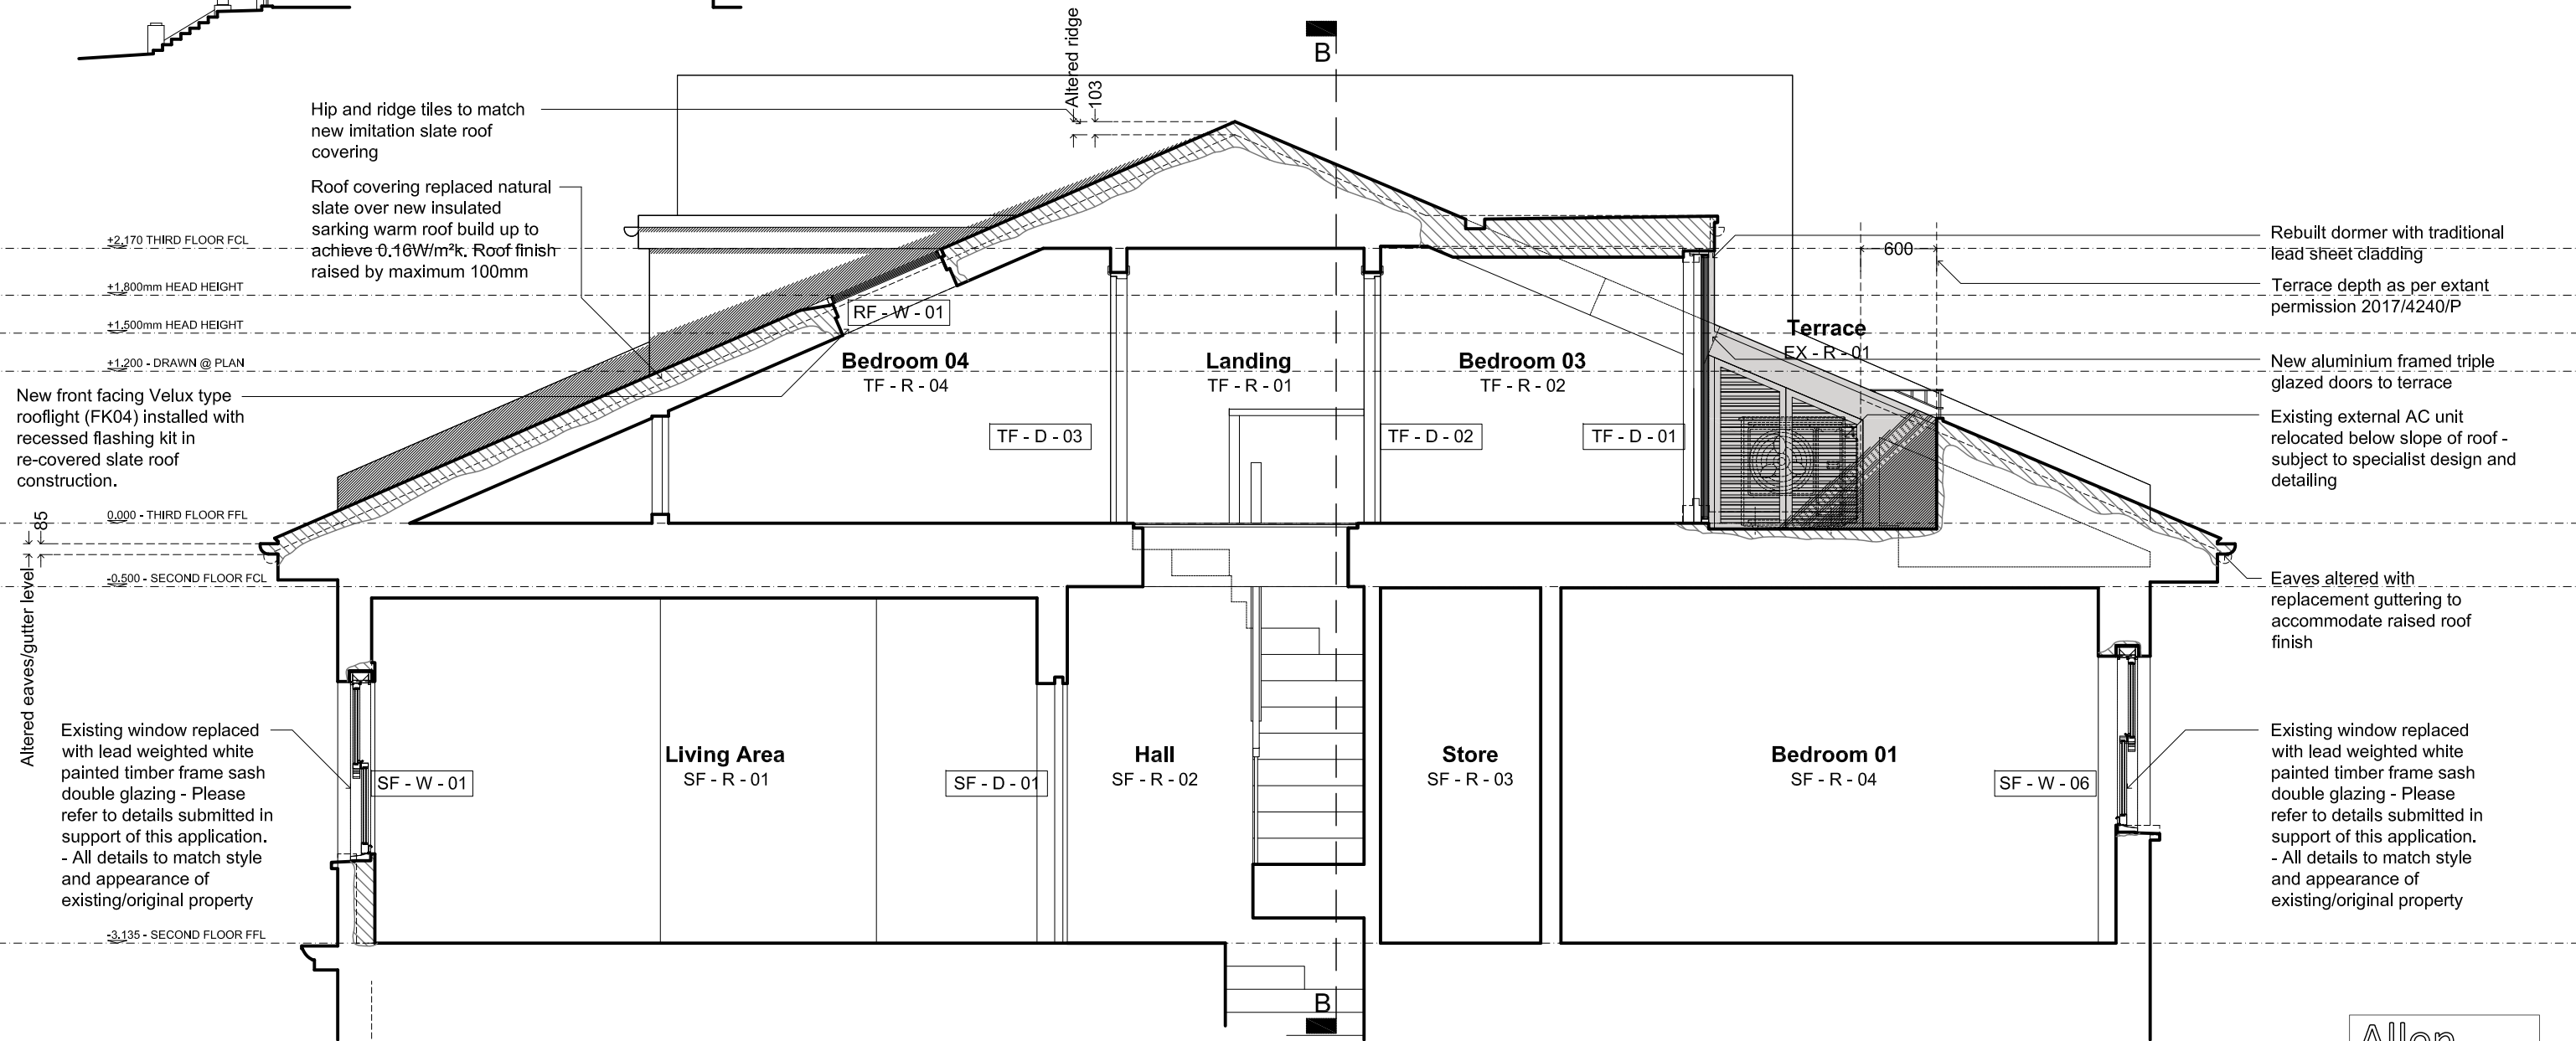 B
Altered ridge
103
Hip and ridge tiles to match
new imitation slate roof
covering
Roof covering replaced natural
slate over new insulated
sarking warm roof build up to
achieve 0.16W/m²k. Roof finish
raised by maximum 100mm
+2.170 THIRD FLOOR FCL
+1.800mm HEAD HEIGHT
+1.500mm HEAD HEIGHT
+1.200 - DRAWN @ PLAN
New front facing Velux type
rooflight (FK04) installed with
recessed flashing kit in
re-covered slate roof
construction.
0.000 - THIRD FLOOR FFL
85
Altered eaves/gutter level
-0.500 - SECOND FLOOR FCL
Existing window replaced
with lead weighted white
painted timber frame sash
double glazing - Please
refer to details submitted in
support of this application.
- All details to match style
and appearance of
existing/original property
-3.135 - SECOND FLOOR FFL
RF - W - 01
Bedroom 04
TF - R - 04
TF - D - 03
Landing
TF - R - 01
Bedroom 03
TF - R - 02
TF - D - 02
TF - D - 01
Terrace
EX - R - 01
600
Living Area
SF - R - 01
SF - W - 01
SF - D - 01
Hall
SF - R - 02
Store
SF - R - 03
Bedroom 01
SF - R - 04
SF - W - 06
Rebuilt dormer with traditional
lead sheet cladding
Terrace depth as per extant
permission 2017/4240/P
New aluminium framed triple
glazed doors to terrace
Existing external AC unit
relocated below slope of roof -
subject to specialist design and
detailing
Eaves altered with
replacement guttering to
accommodate raised roof
finish
Existing window replaced
with lead weighted white
painted timber frame sash
double glazing - Please
refer to details submitted in
support of this application.
- All details to match style
and appearance of
existing/original property
B
Allen